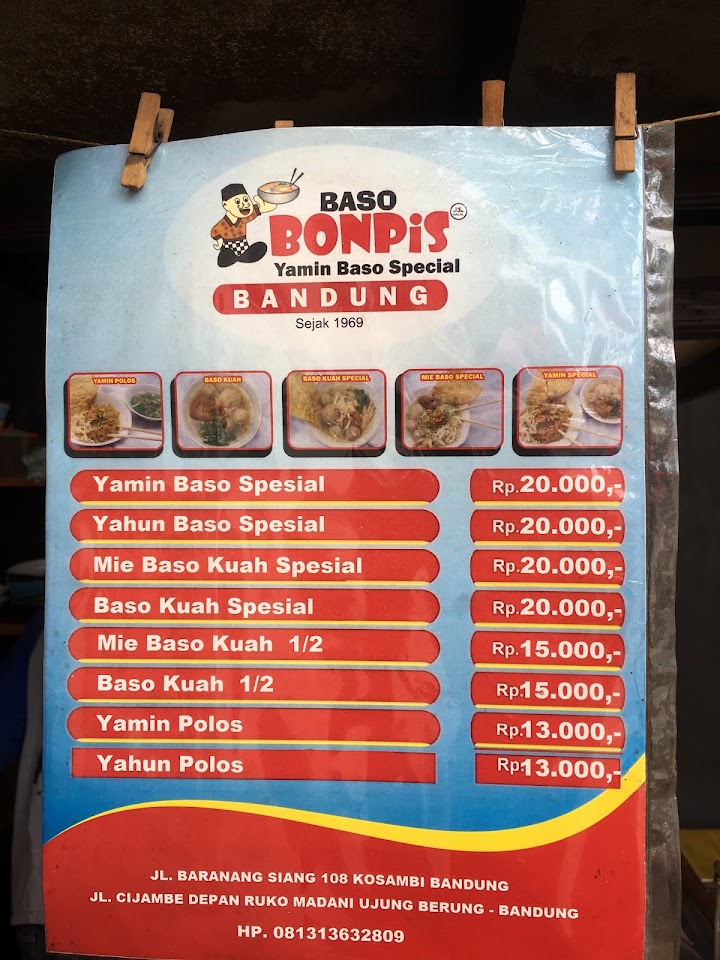 BASO
BONPiS
Yamin Baso Special
BANDUNG
Sejak 1969
YAMIN POLOS
BASO KUAH
BASO KUAH SPECIAL
MIE BASO SPECIAL
YAMIN SPECIAL
Yamin Baso Spesial Rp.20.000,-
Yahun Baso Spesial Rp.20.000,-
Mie Baso Kuah Spesial Rp.20.000,-
Baso Kuah Spesial Rp.20.000,-
Mie Baso Kuah 1/2 Rp.15.000,-
Baso Kuah 1/2 Rp.15.000,-
Yamin Polos Rp.13.000,-
Yahun Polos Rp13.000,-
JL. BARANANG SIANG 108 KOSAMBI BANDUNG
JL. CIJAMBE DEPAN RUKO MADANI UJUNG BERUNG - BANDUNG
HP. 081313632809